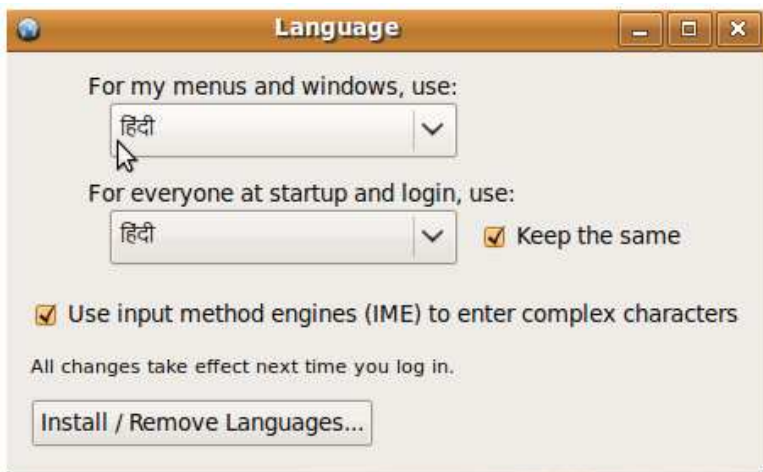 Language
For my menus and windows, use:
हिंदी
For everyone at startup and login, use:
हिंदी
Keep the same
Use input method engines (IME) to enter complex characters
All changes take effect next time you log in.
Install / Remove Languages...